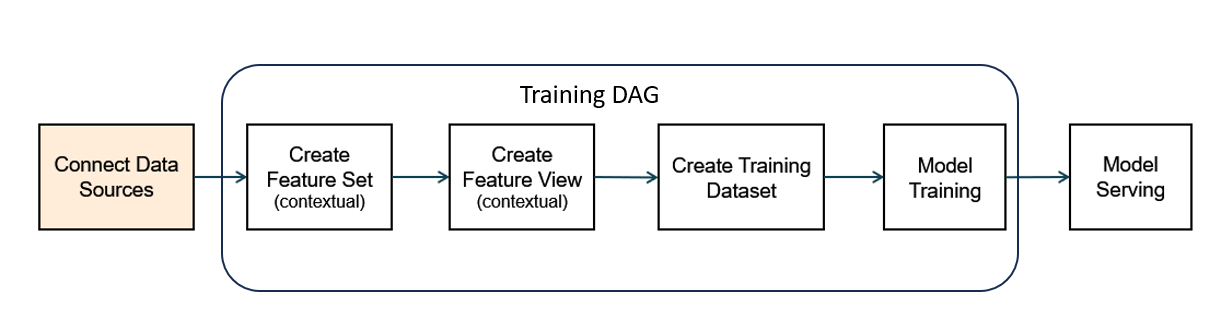 Training DAG
Connect Data
Sources
Create
Feature Set
(contextual)
Create
Feature View
(contextual)
Create Training
Dataset
Model
Training
Model
Serving